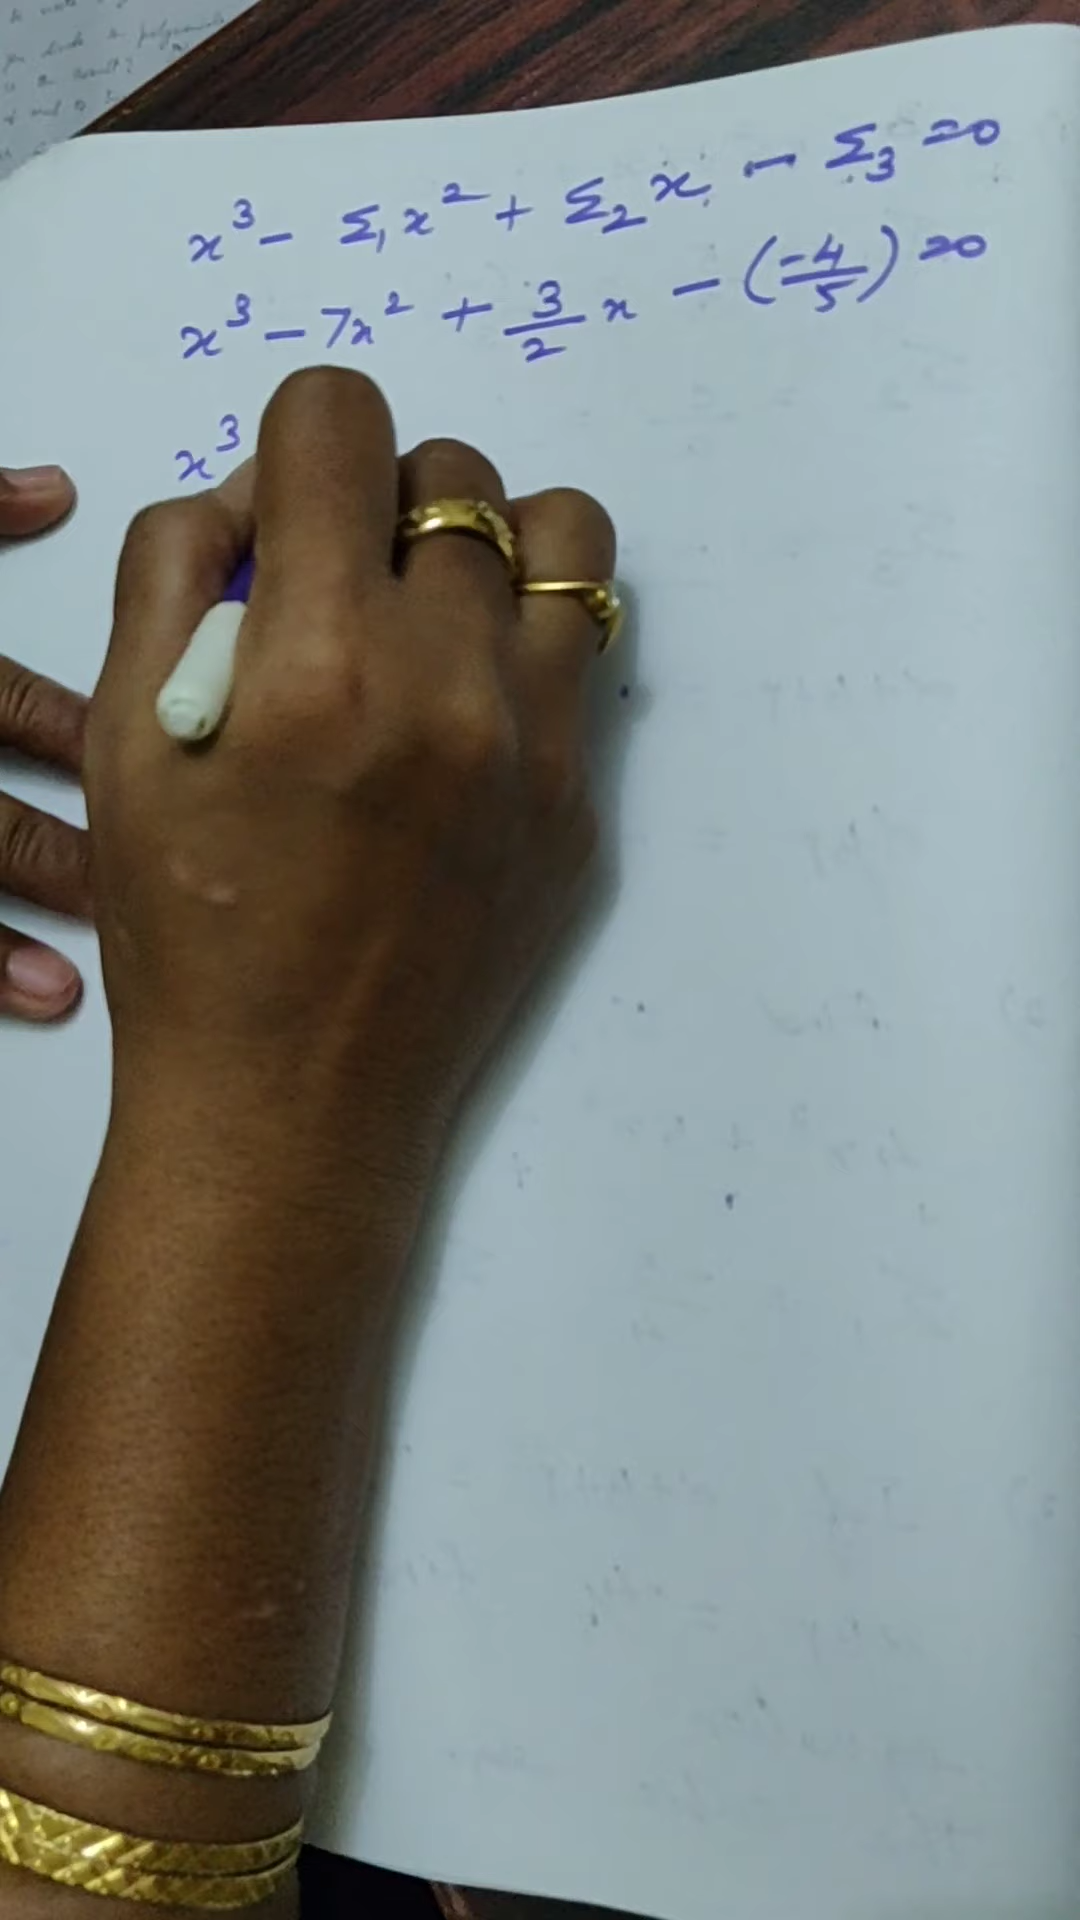 x³ - Σ₁x² + Σ₂x - Σ₃ = 0
x³ - 7x² + 3/2 x - (-4/5) = 0
x³